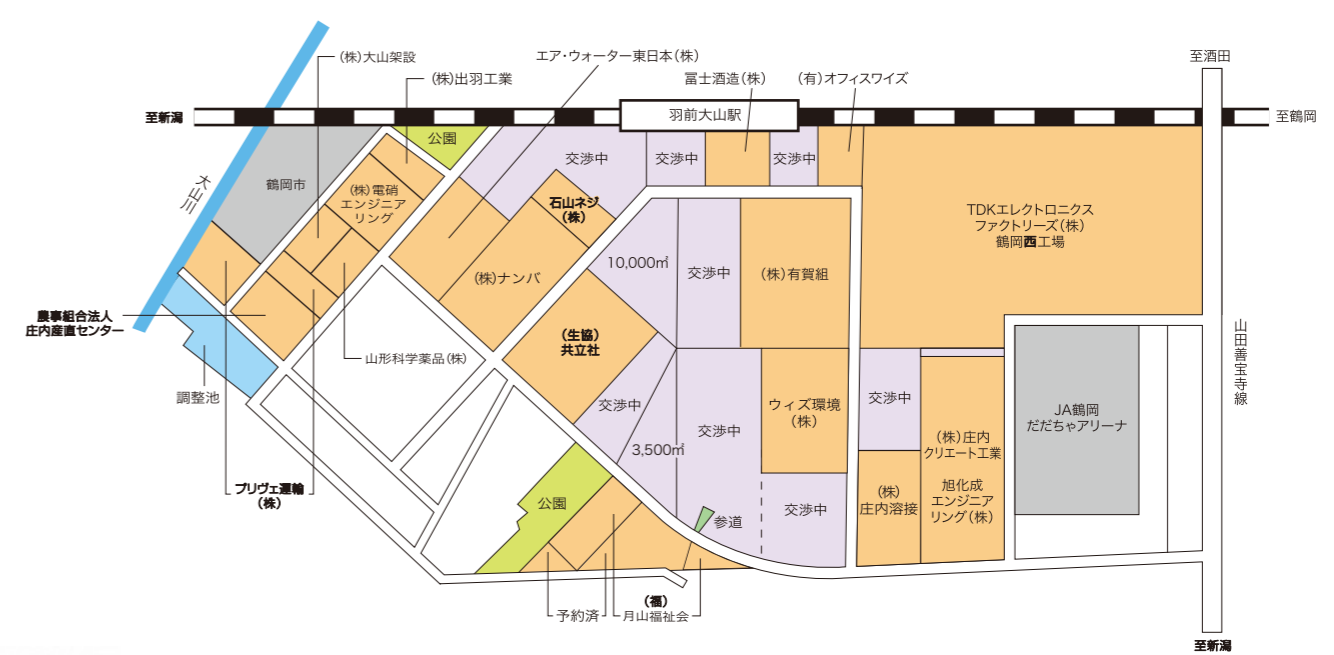 (株)大山架設
エア・ウォーター東日本(株)
至酒田
(株)出羽工業
冨士酒造(株)
(有)オフィスワイズ
至新潟
羽前大山駅
至鶴岡
公園
交渉中
交渉中
交渉中
大山川
鶴岡市
(株)電硝
エンジニア
リング
石山ネジ
(株)
TDKエレクトロニクス
ファクトリーズ(株)
鶴岡西工場
10,000㎡
交渉中
(株)有賀組
(株)ナンバ
農事組合法人
庄内産直センター
(生協)
共立社
山形科学薬品(株)
山田善宝寺線
調整池
交渉中
ウィズ環境
(株)
交渉中
JA鶴岡
だだちゃアリーナ
3,500㎡
交渉中
(株)庄内
クリエート工業
旭化成
エンジニア
リング(株)
プリヴェ運輸
(株)
公園
参道
交渉中
(株)
庄内溶接
予約済
(福)
月山福祉会
至新潟